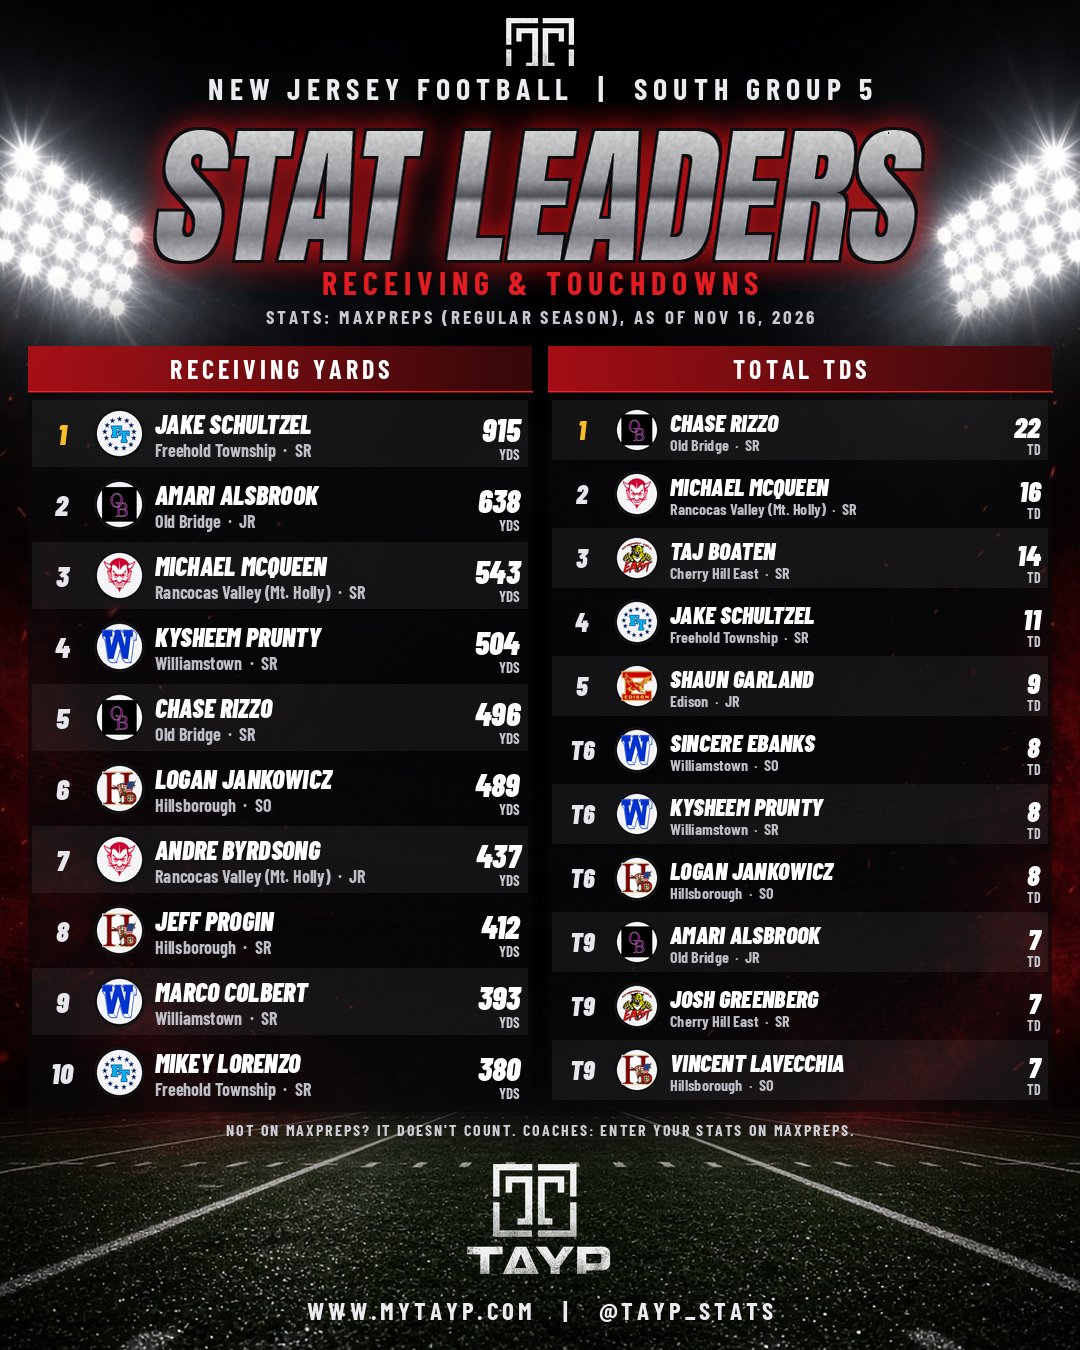 NEW JERSEY FOOTBALL | SOUTH GROUP 5
STAT LEADERS
RECEIVING & TOUCHDOWNS
STATS: MAXPREPS (REGULAR SEASON), AS OF NOV 16, 2026
RECEIVING YARDS
1 JAKE SCHULTZEL 915
Freehold Township · SR YDS
2 AMARI ALSBROOK 638
Old Bridge · JR YDS
3 MICHAEL MCQUEEN 543
Rancocas Valley (Mt. Holly) · SR YDS
4 KYSHEEM PRUNTY 504
Williamstown · SR YDS
5 CHASE RIZZO 496
Old Bridge · SR YDS
6 LOGAN JANKOWICZ 489
Hillsborough · SO YDS
7 ANDRE BYRDSONG 437
Rancocas Valley (Mt. Holly) · JR YDS
8 JEFF PROGIN 412
Hillsborough · SR YDS
9 MARCO COLBERT 393
Williamstown · SR YDS
10 MIKEY LORENZO 380
Freehold Township · SR YDS
TOTAL TDS
1 CHASE RIZZO 22
Old Bridge · SR TD
2 MICHAEL MCQUEEN 16
Rancocas Valley (Mt. Holly) · SR TD
3 TAJ BOATEN 14
Cherry Hill East · SR TD
4 JAKE SCHULTZEL 11
Freehold Township · SR TD
5 SHAUN GARLAND 9
Edison · JR TD
T6 SINCERE EBANKS 8
Williamstown · SO TD
T6 KYSHEEM PRUNTY 8
Williamstown · SR TD
T6 LOGAN JANKOWICZ 8
Hillsborough · SO TD
T9 AMARI ALSBROOK 7
Old Bridge · JR TD
T9 JOSH GREENBERG 7
Cherry Hill East · SR TD
T9 VINCENT LAVECCHIA 7
Hillsborough · SO TD
NOT ON MAXPREPS? IT DOESN'T COUNT. COACHES: ENTER YOUR STATS ON MAXPREPS.
TAYP
WWW.MYTAYP.COM | @TAYP_STATS